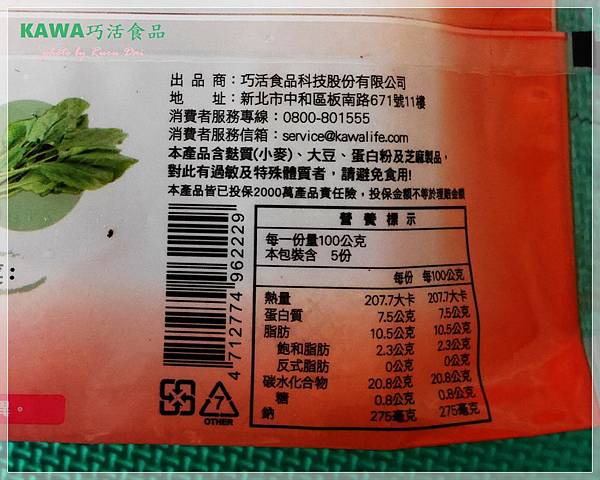 KAWA巧活食品
photo by Ruru Dai
出 品 商：巧活食品科技股份有限公司
地　　址：新北市中和區板南路671號11樓
消費者服務專線：0800-801555
消費者服務信箱：service@kawalife.com
本產品含麩質(小麥)、大豆、蛋白粉及芝麻製品，
對此有過敏及特殊體質者，請避免食用!
本產品皆已投保2000萬產品責任險，投保金額不等於理賠金額
營 養 標 示
每一份量100公克
本包裝含　5份
每份　每100公克
熱量　207.7大卡　207.7大卡
蛋白質　7.5公克　7.5公克
脂肪　10.5公克　10.5公克
飽和脂肪　2.3公克　2.3公克
反式脂肪　0公克　0公克
碳水化合物　20.8公克　20.8公克
糖　0.8公克　0.8公克
鈉　275毫克　275毫克
4 712774 962229
7
OTHER